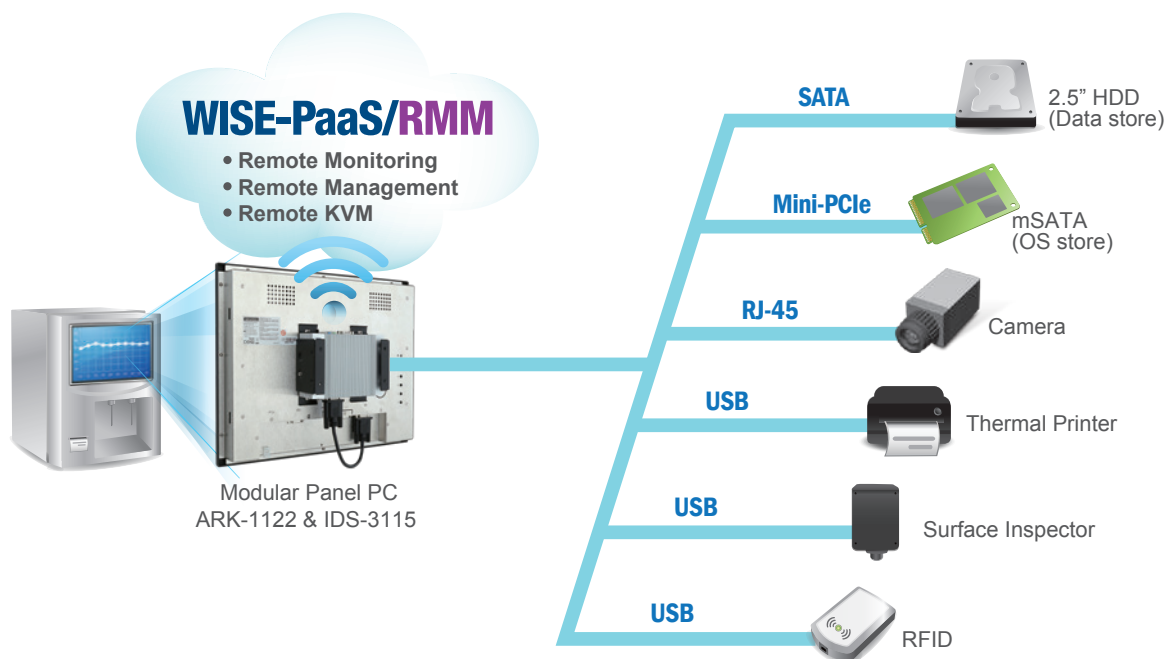 WISE-PaaS/RMM
• Remote Monitoring
• Remote Management
• Remote KVM
Modular Panel PC
ARK-1122 & IDS-3115
SATA
2.5” HDD
(Data store)
Mini-PCIe
mSATA
(OS store)
RJ-45
Camera
USB
Thermal Printer
USB
Surface Inspector
USB
RFID